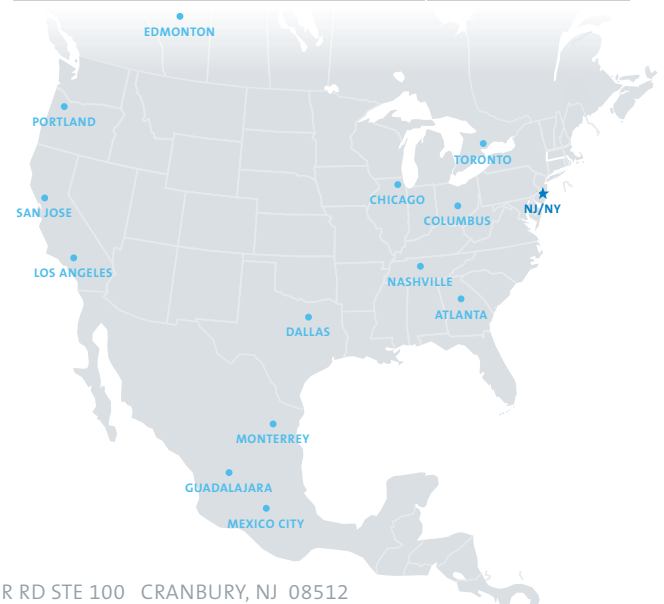 EDMONTON
PORTLAND
TORONTO
CHICAGO
SAN JOSE
NJ/NY
COLUMBUS
LOS ANGELES
NASHVILLE
ATLANTA
DALLAS
MONTERREY
GUADALAJARA
MEXICO CITY
R RD STE 100 CRANBURY, NJ 08512